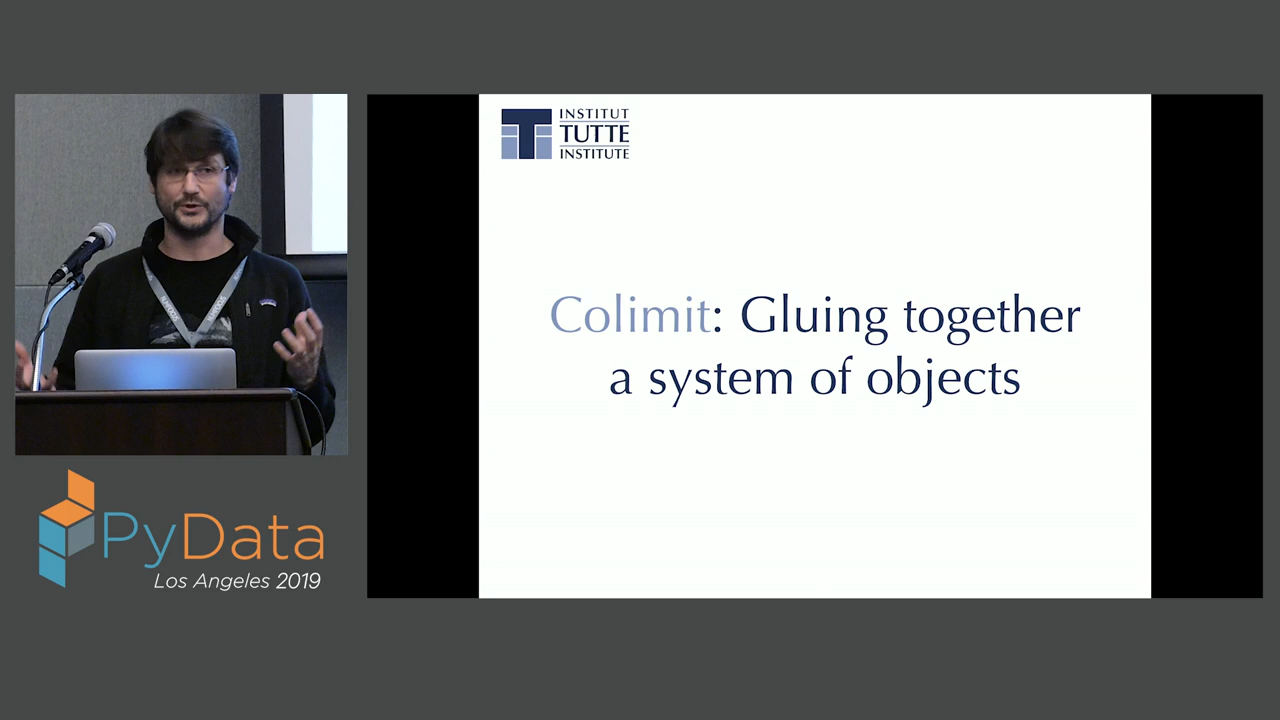 INSTITUT
TUTTE
INSTITUTE
Colimit: Gluing together
a system of objects
PyData
Los Angeles 2019